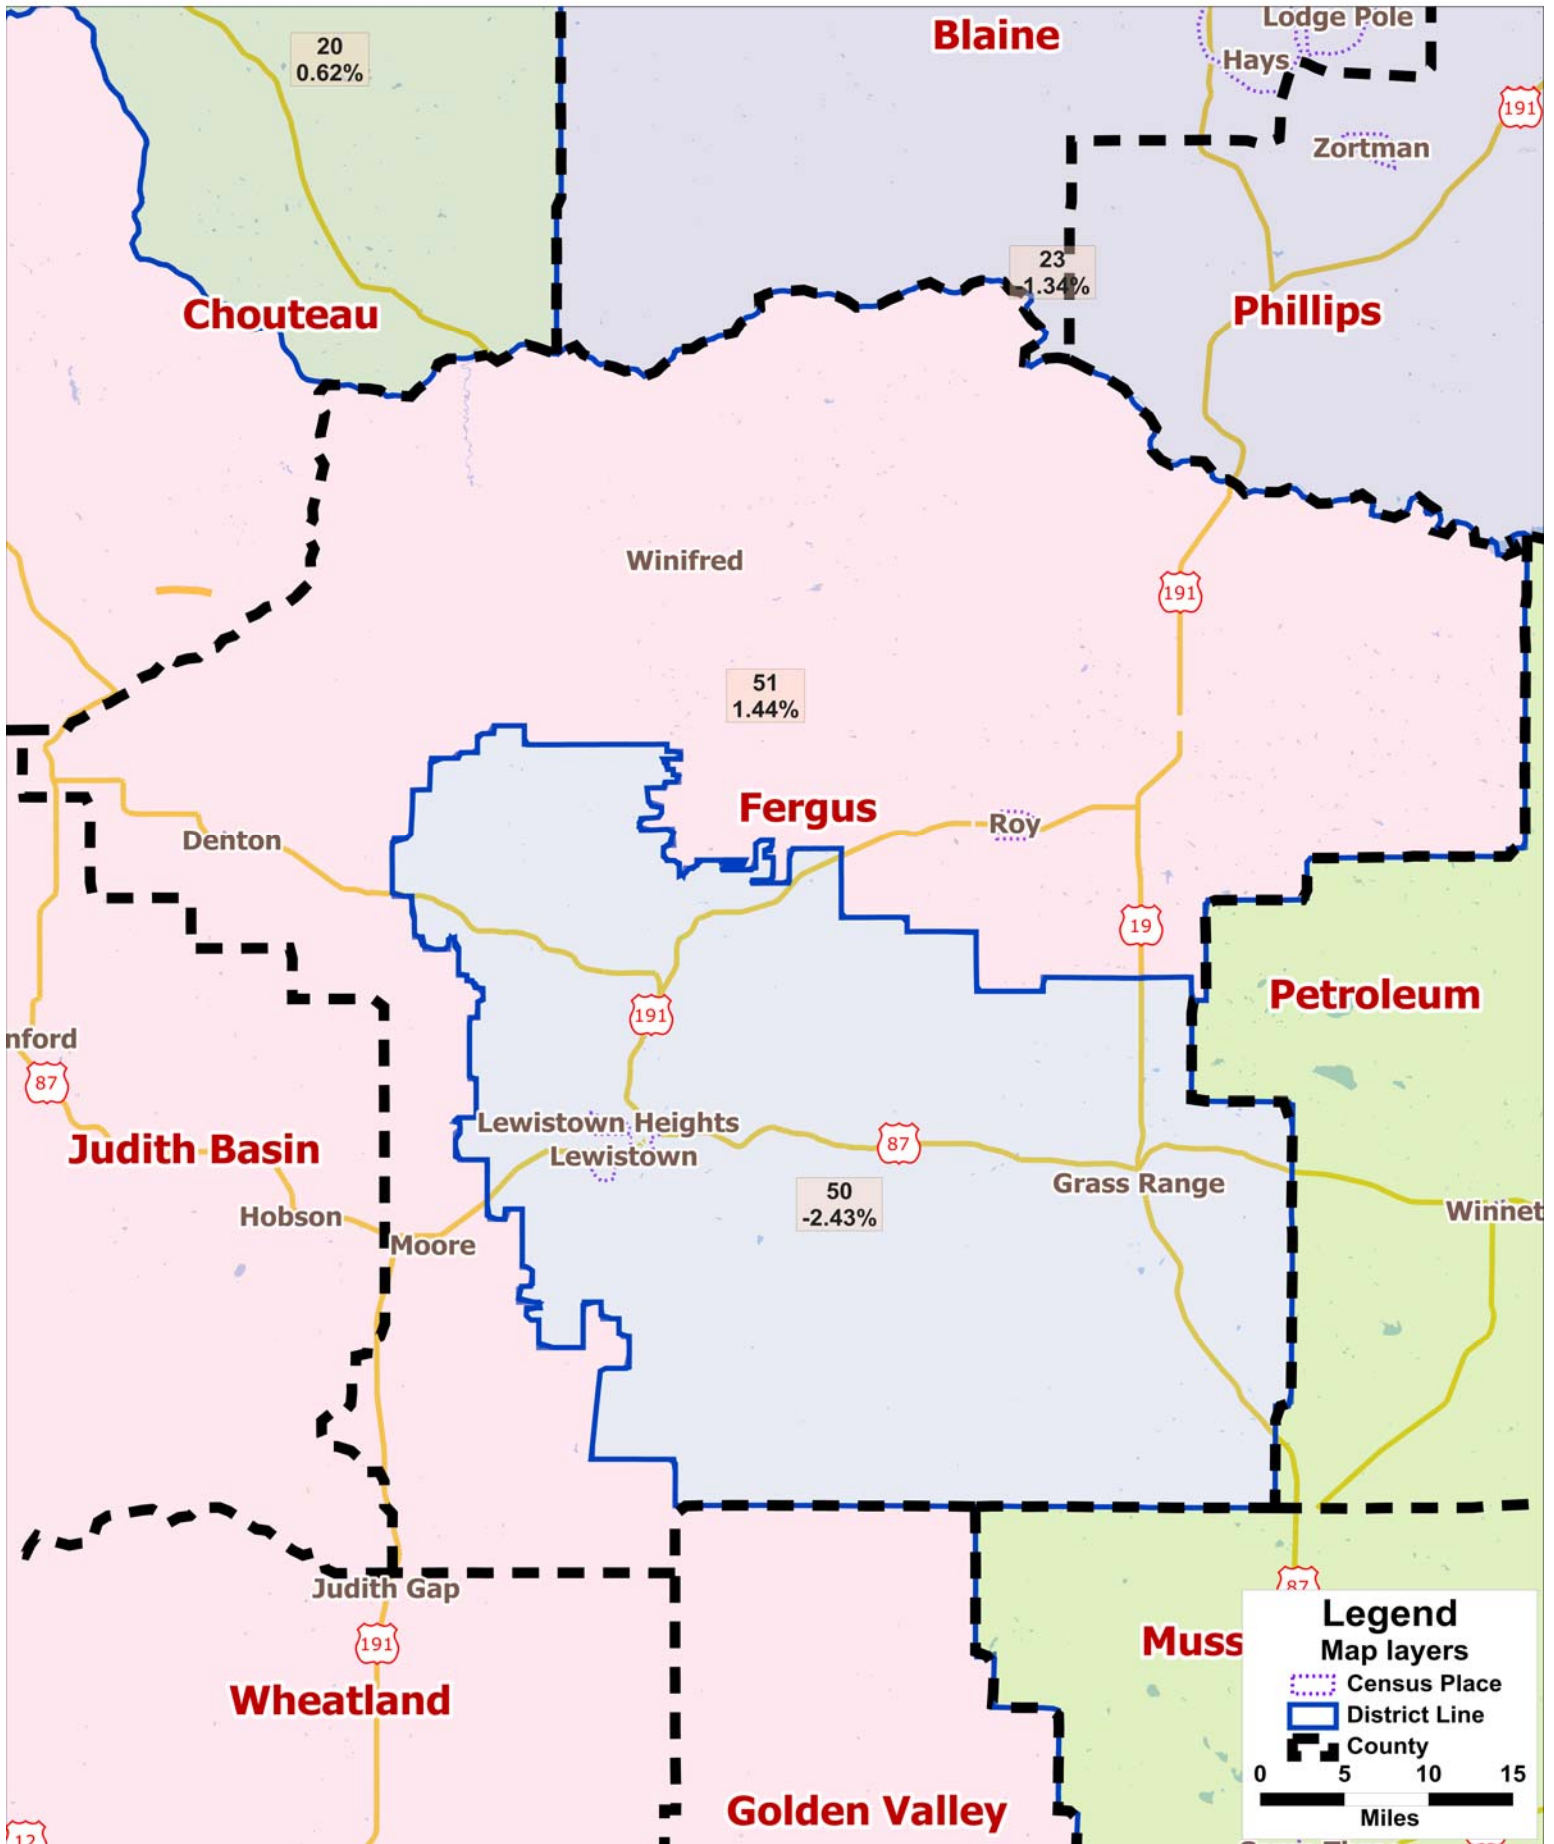 Lodge Pole
Blaine
20
0.62%
Hays
191
Zortman
23
-1.34%
Chouteau
Phillips
Winifred
191
51
1.44%
Fergus
Roy
Denton
19
Petroleum
191
nford
87
Lewistown Heights
Judith Basin
87
Lewistown
Grass Range
50
-2.43%
Hobson
Winnet
Moore
Judith Gap
87
Legend
191
Muss
Map layers
Census Place
Wheatland
District Line
County
0 5 10 15
Golden Valley
Miles
12